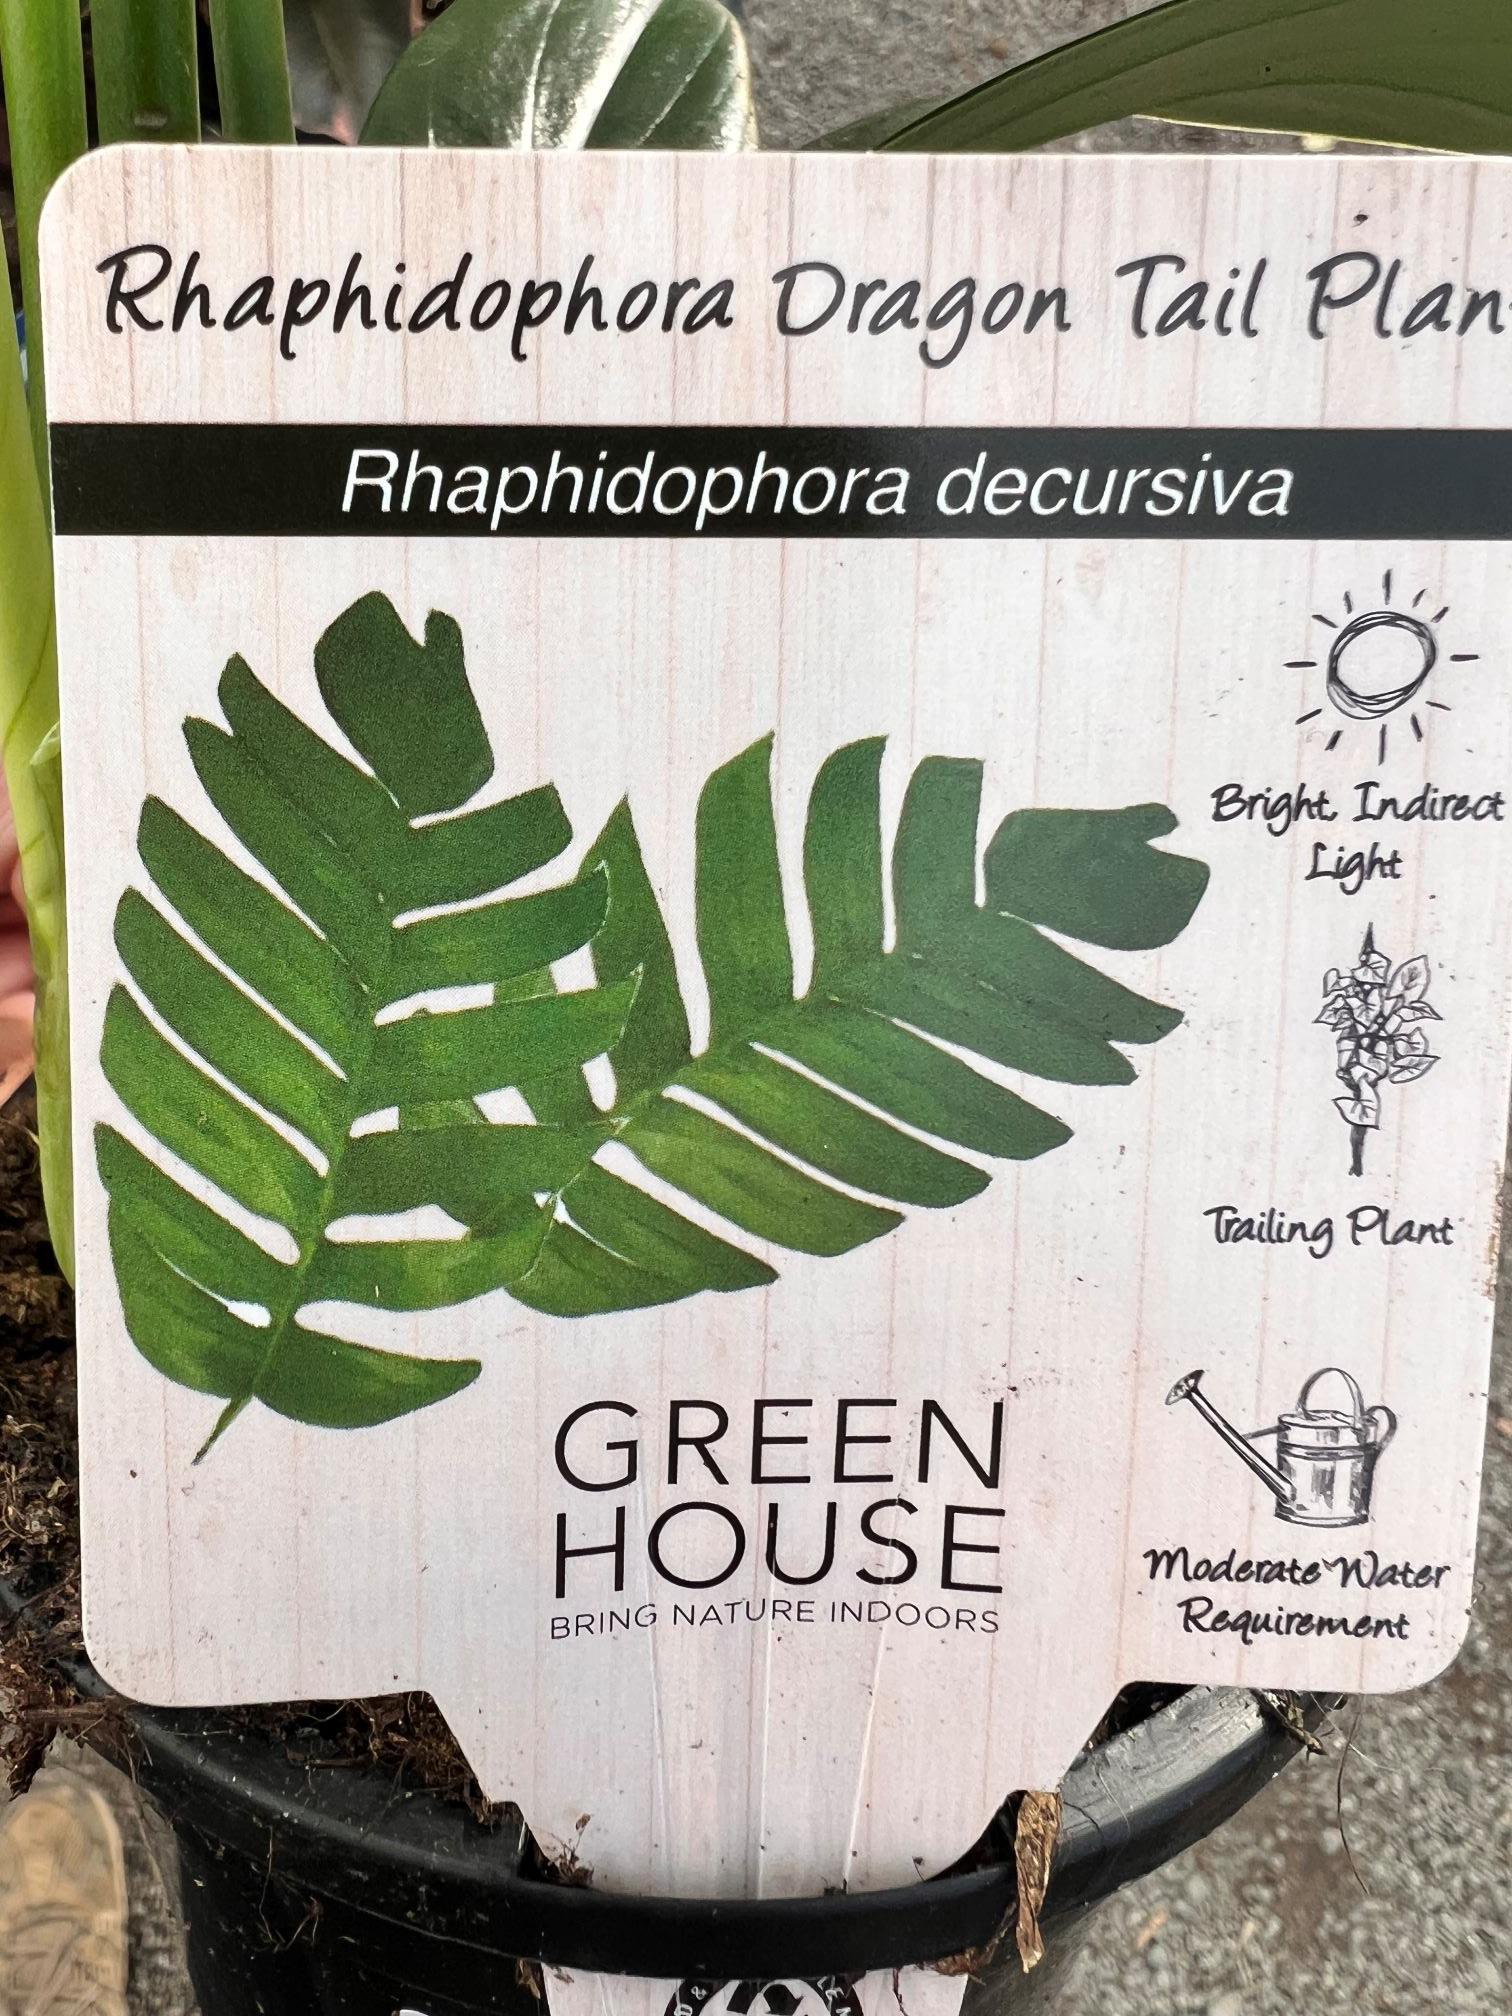 Rhaphidophora Dragon Tail Plan
Rhaphidophora decursiva
Bright, Indirect
Light
Trailing Plant
Moderate Water
Requirement
GREEN
HOUSE
BRING NATURE INDOORS